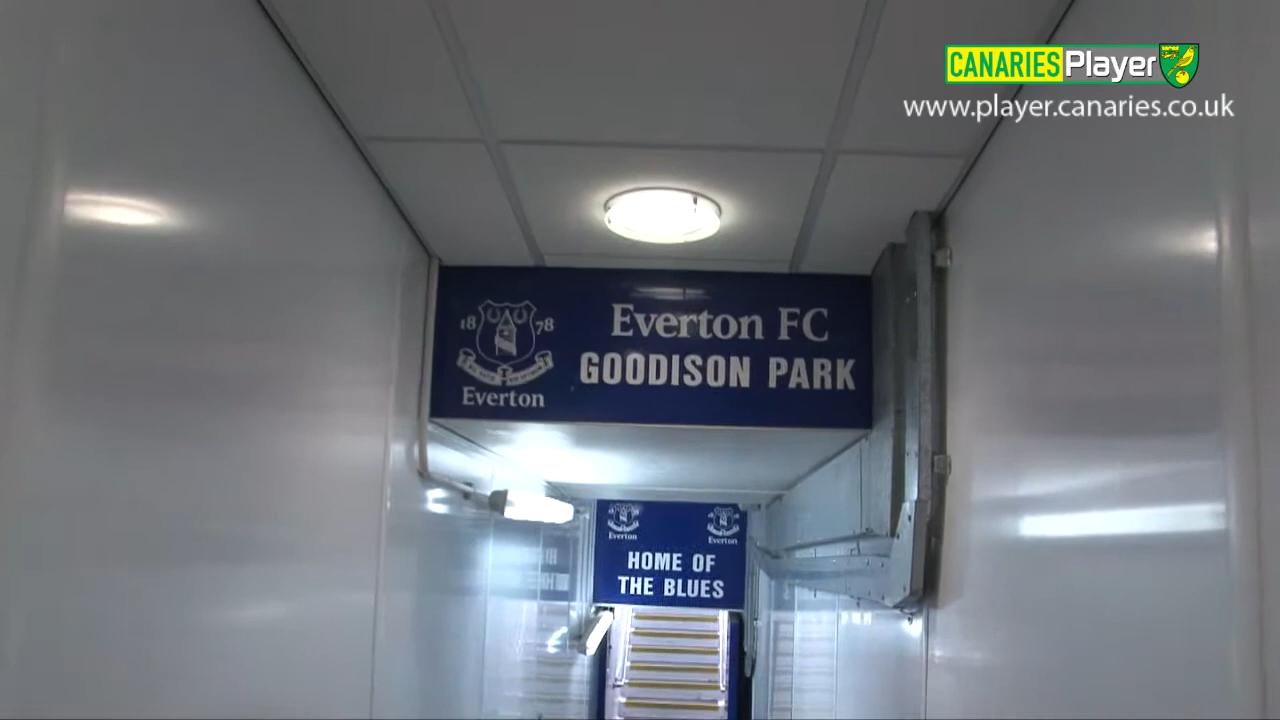 CANARIES Player
www.player.canaries.co.uk
Everton FC
GOODISON PARK
18 78
Everton
Everton
Everton
HOME OF
THE BLUES